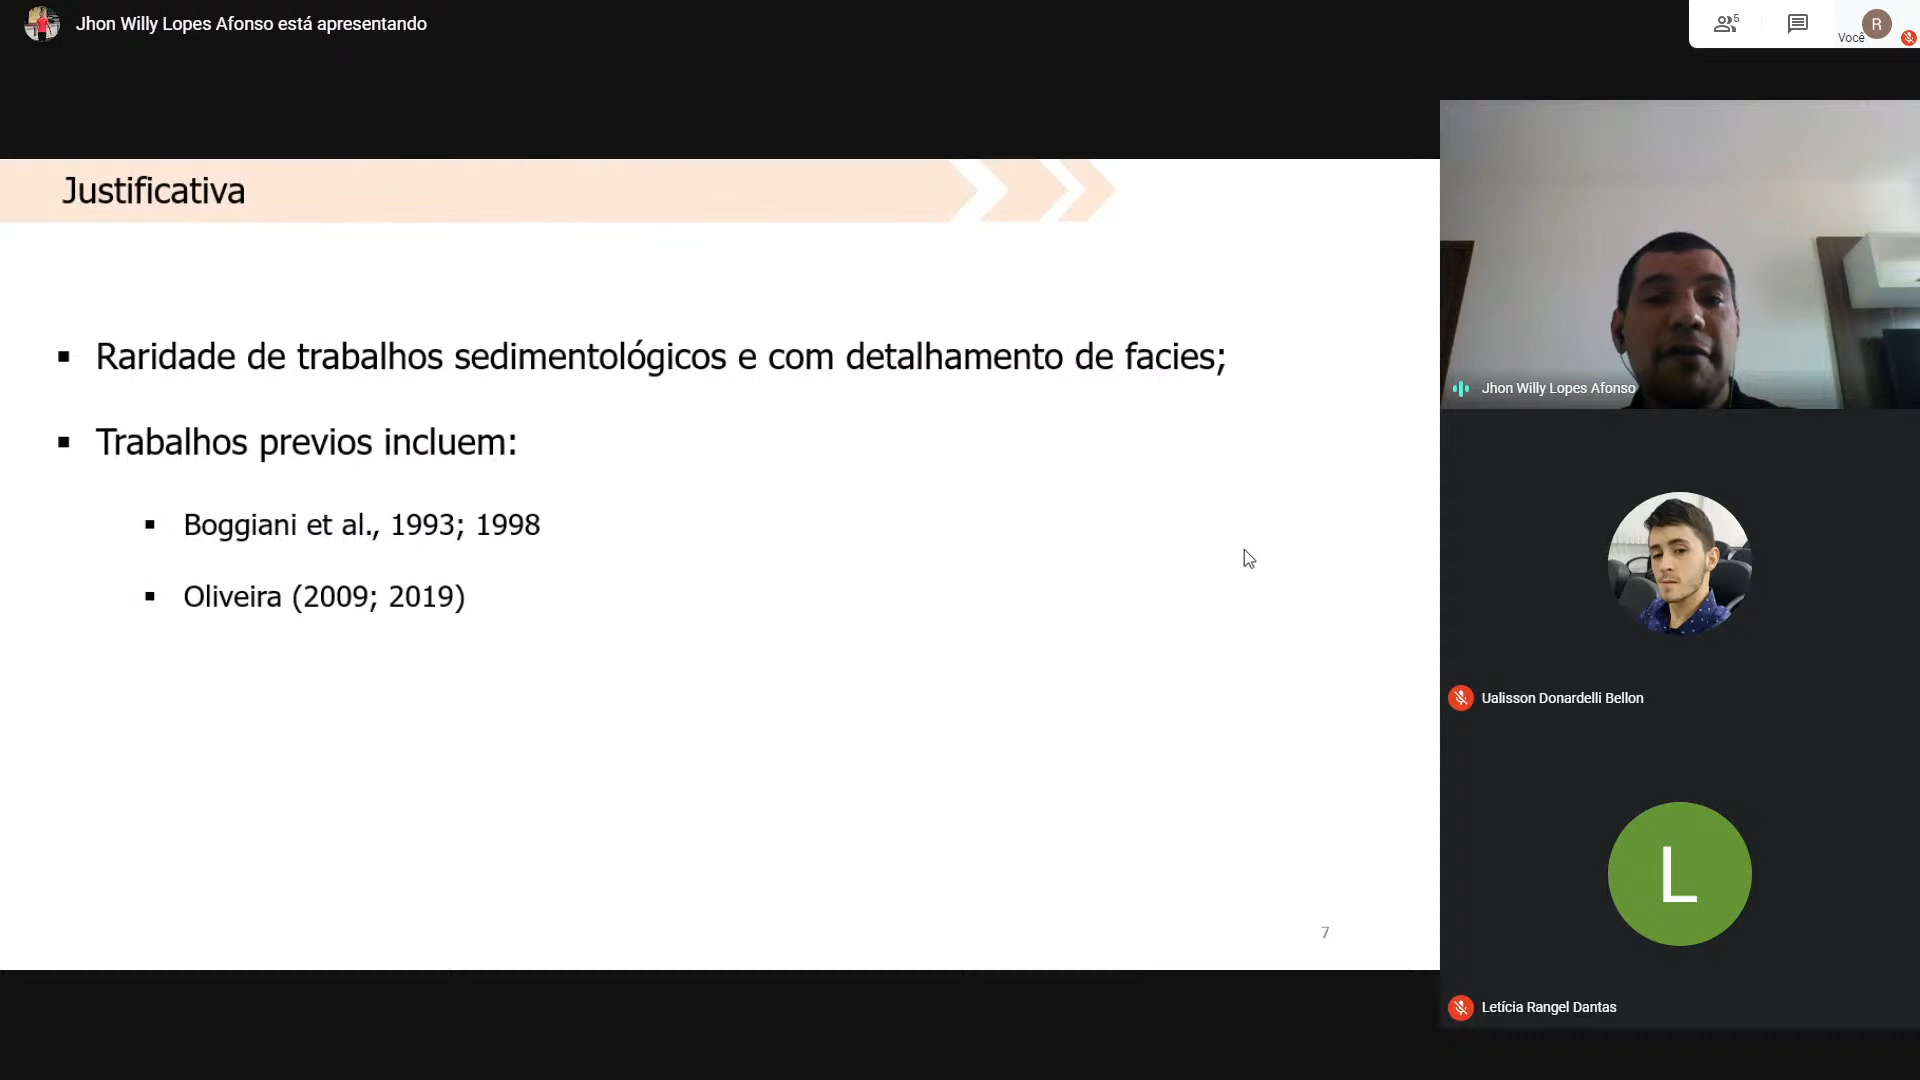 Jhon Willy Lopes Afonso está apresentando
5
Você
R
Justificativa
▪ Raridade de trabalhos sedimentológicos e com detalhamento de facies;
▪ Trabalhos previos incluem:
▪ Boggiani et al., 1993; 1998
▪ Oliveira (2009; 2019)
7
Jhon Willy Lopes Afonso
Ualisson Donardelli Bellon
L
Letícia Rangel Dantas